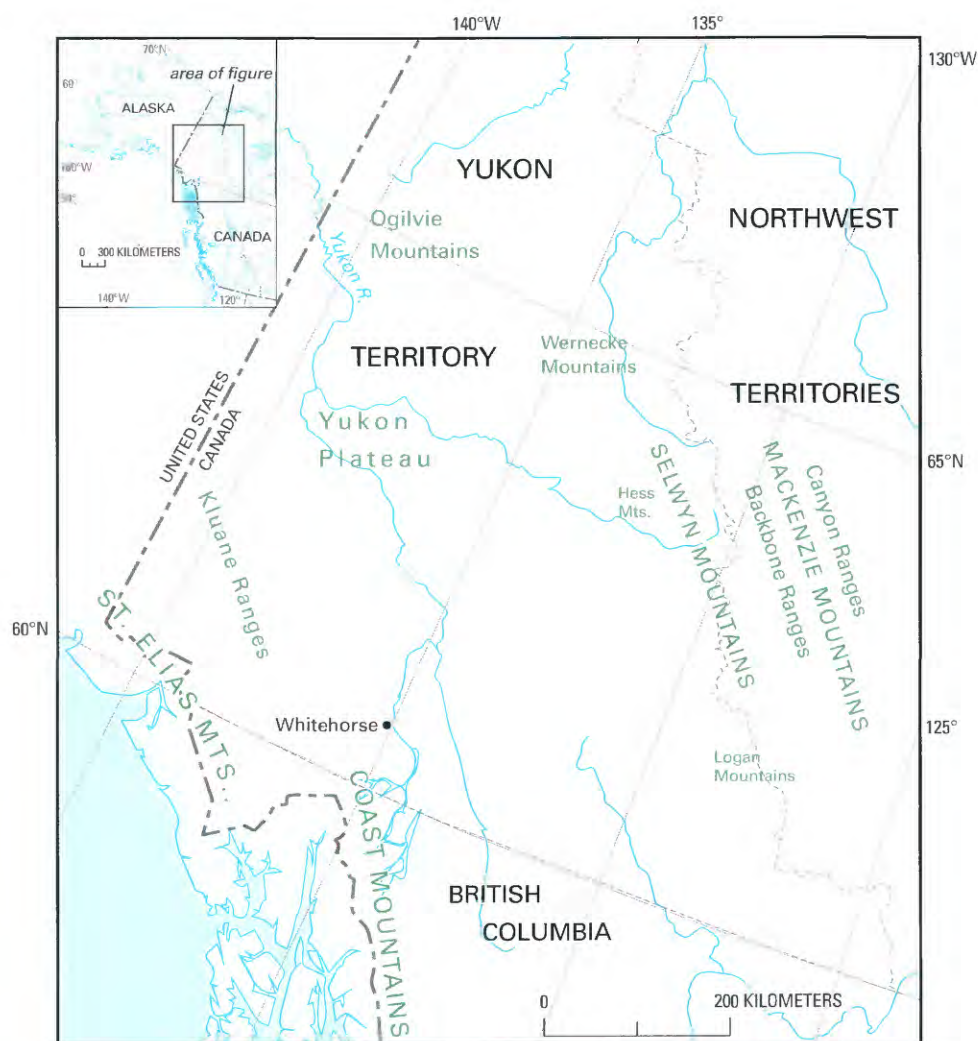 140°W
135°
130°W
70°N
area of figure
ALASKA
CANADA
0 300 KILOMETERS
140°W
120°
YUKON
NORTHWEST
Ogilvie
Mountains
Yukon R.
TERRITORY
Wernecke
Mountains
TERRITORIES
UNITED STATES
CANADA
Yukon
Plateau
65°N
Hess
Mts.
SELWYN MOUNTAINS
Canyon Ranges
MACKENZIE MOUNTAINS
Backbone Ranges
Kluane Ranges
60°N
ST. ELIAS MTS.
Whitehorse
125°
Logan
Mountains
COAST MOUNTAINS
BRITISH
COLUMBIA
0 200 KILOMETERS